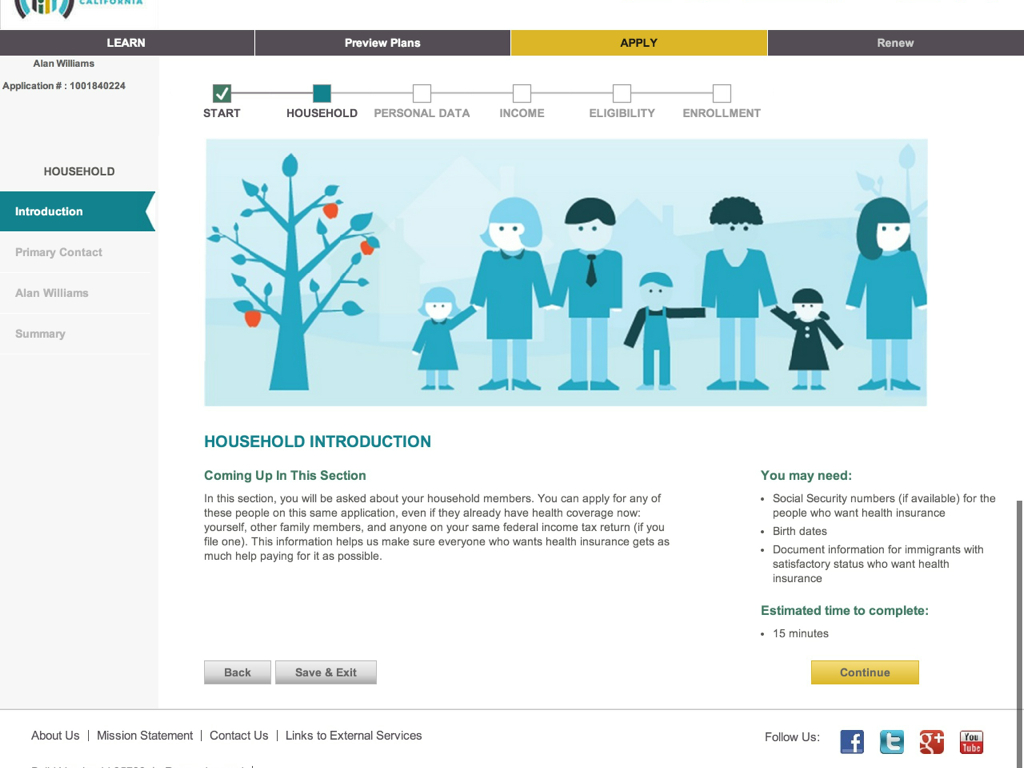 CALIFORNIA
LEARN
Preview Plans
APPLY
Renew
Alan Williams
Application # : 1001840224
START
HOUSEHOLD
PERSONAL DATA
INCOME
ELIGIBILITY
ENROLLMENT
HOUSEHOLD
Introduction
Primary Contact
Alan Williams
Summary
HOUSEHOLD INTRODUCTION
Coming Up In This Section
In this section, you will be asked about your household members. You can apply for any of
these people on this same application, even if they already have health coverage now:
yourself, other family members, and anyone on your same federal income tax return (if you
file one). This information helps us make sure everyone who wants health insurance gets as
much help paying for it as possible.
You may need:
• Social Security numbers (if available) for the
people who want health insurance
• Birth dates
• Document information for immigrants with
satisfactory status who want health
insurance
Estimated time to complete:
• 15 minutes
Back
Save & Exit
Continue
About Us | Mission Statement | Contact Us | Links to External Services
Follow Us:
f
t
g+
You
Tube